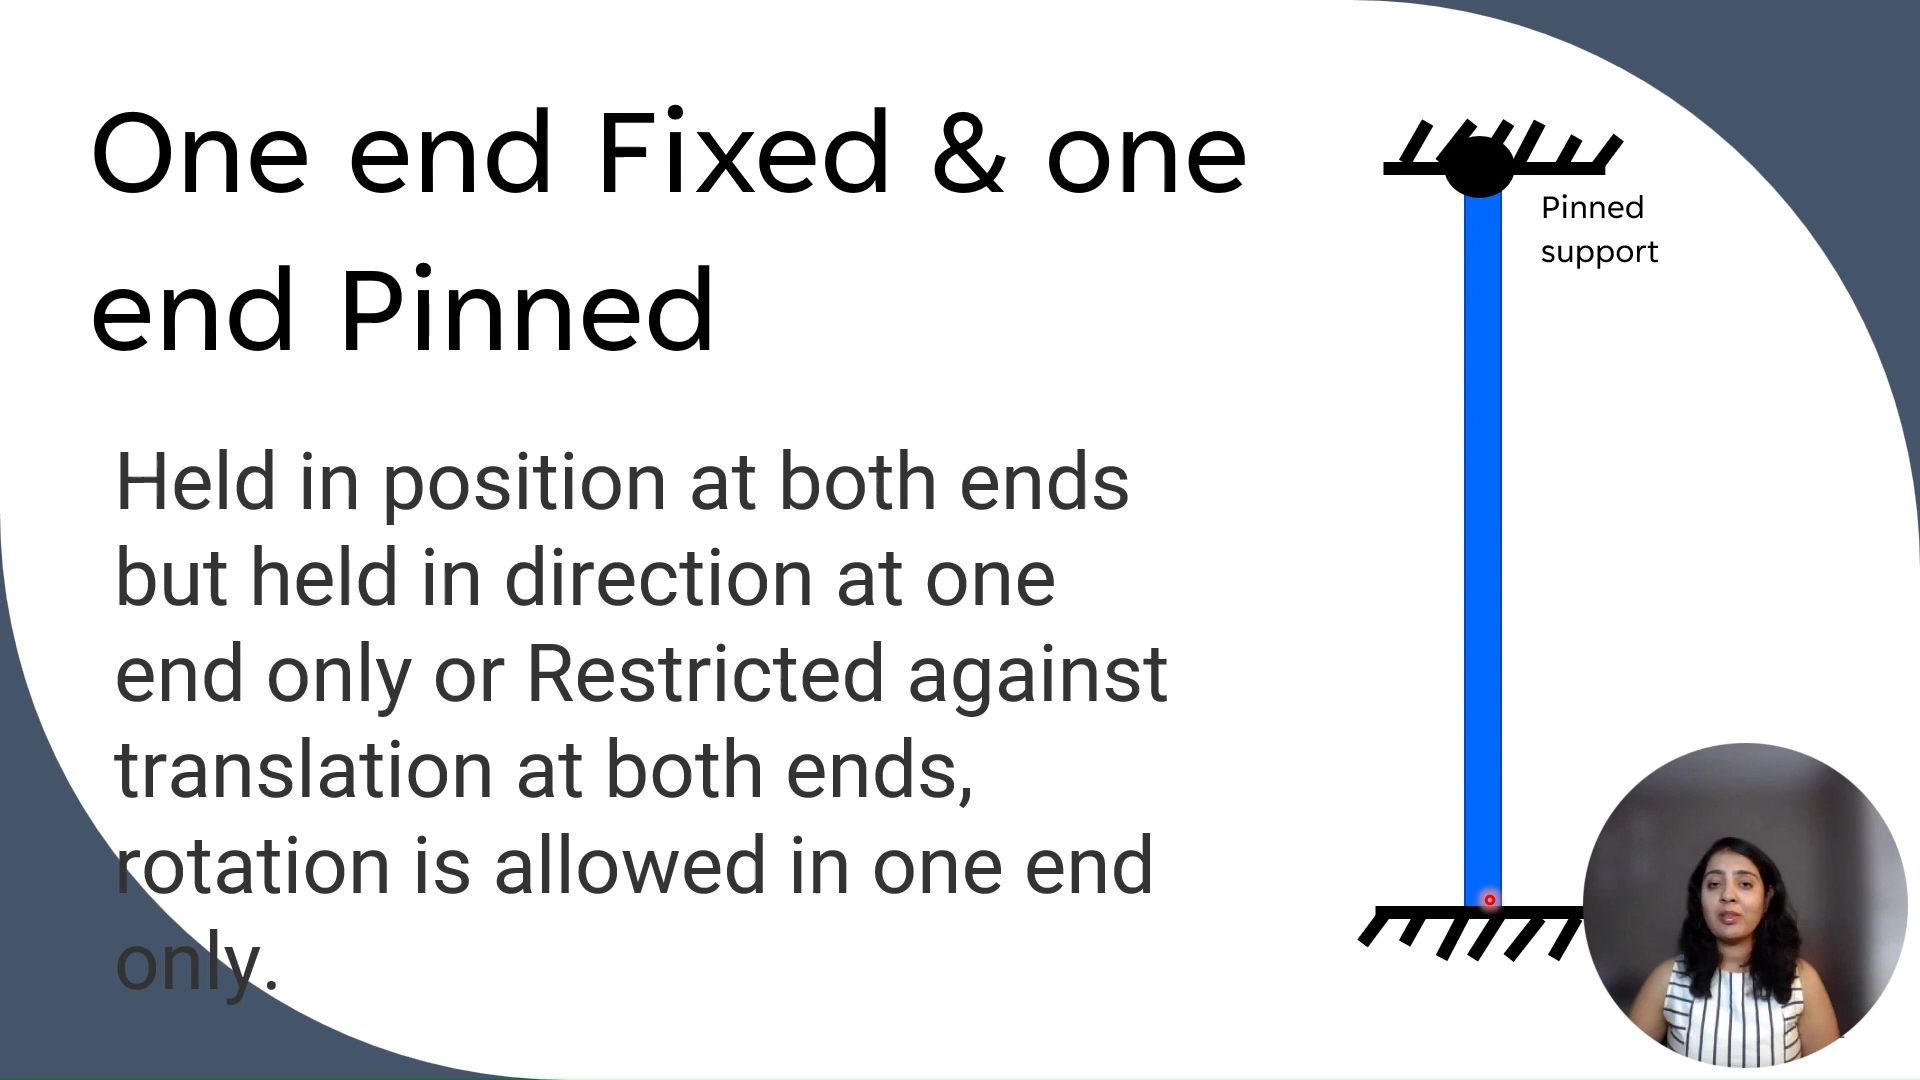 One end Fixed & one
end Pinned
Pinned
support
Held in position at both ends
but held in direction at one
end only or Restricted against
translation at both ends,
rotation is allowed in one end
only.